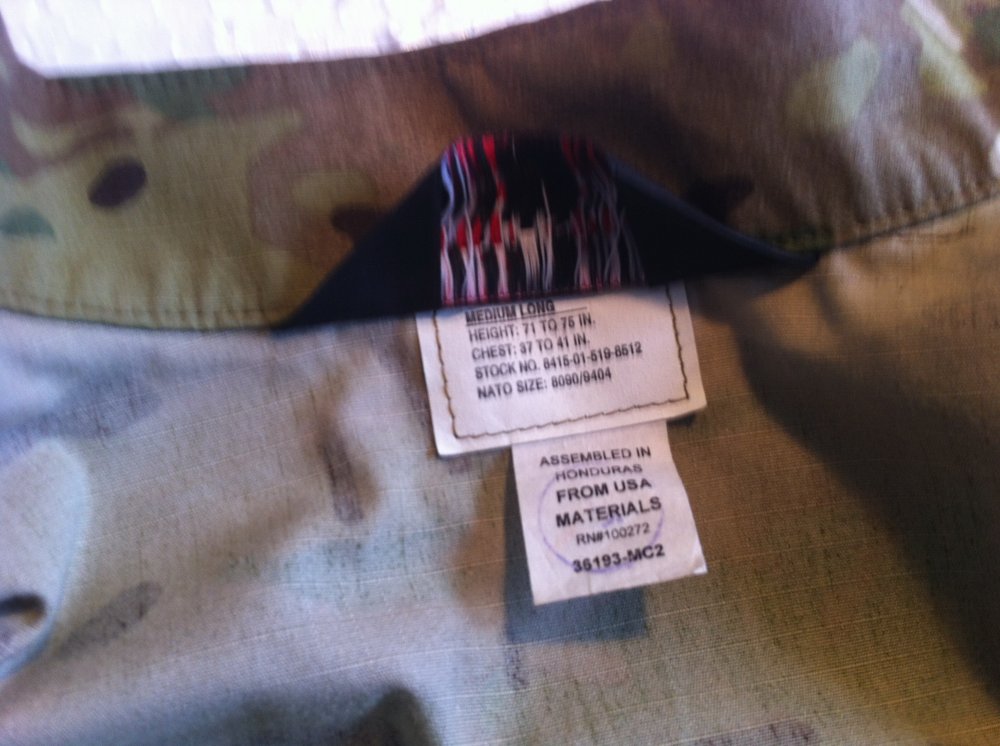 MEDIUM LONG
HEIGHT: 71 TO 75 IN.
CHEST: 37 TO 41 IN.
STOCK NO. 8415-01-519-8512
NATO SIZE: 8090/9404
ASSEMBLED IN
HONDURAS
FROM USA
MATERIALS
RN#100272
36193-MC2